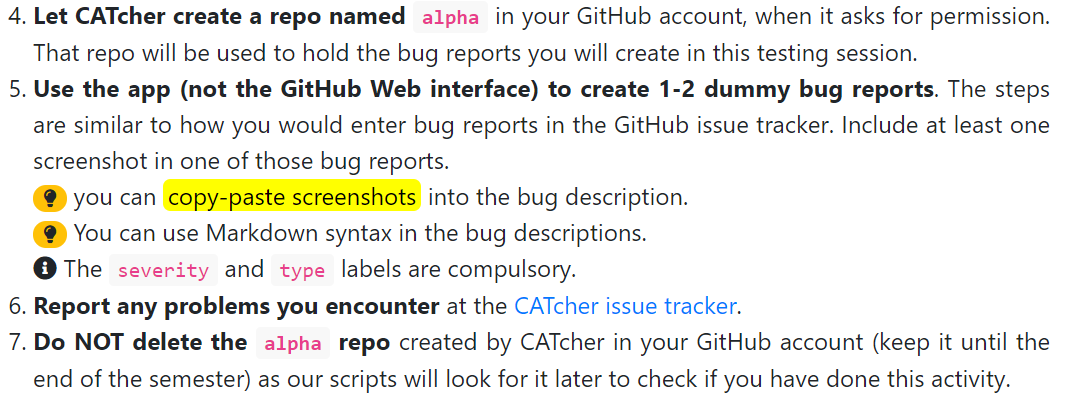 4. Let CATcher create a repo named alpha in your GitHub account, when it asks for permission.
That repo will be used to hold the bug reports you will create in this testing session.
5. Use the app (not the GitHub Web interface) to create 1-2 dummy bug reports. The steps
are similar to how you would enter bug reports in the GitHub issue tracker. Include at least one
screenshot in one of those bug reports.
you can copy-paste screenshots into the bug description.
You can use Markdown syntax in the bug descriptions.
The severity and type labels are compulsory.
6. Report any problems you encounter at the CATcher issue tracker.
7. Do NOT delete the alpha repo created by CATcher in your GitHub account (keep it until the
end of the semester) as our scripts will look for it later to check if you have done this activity.